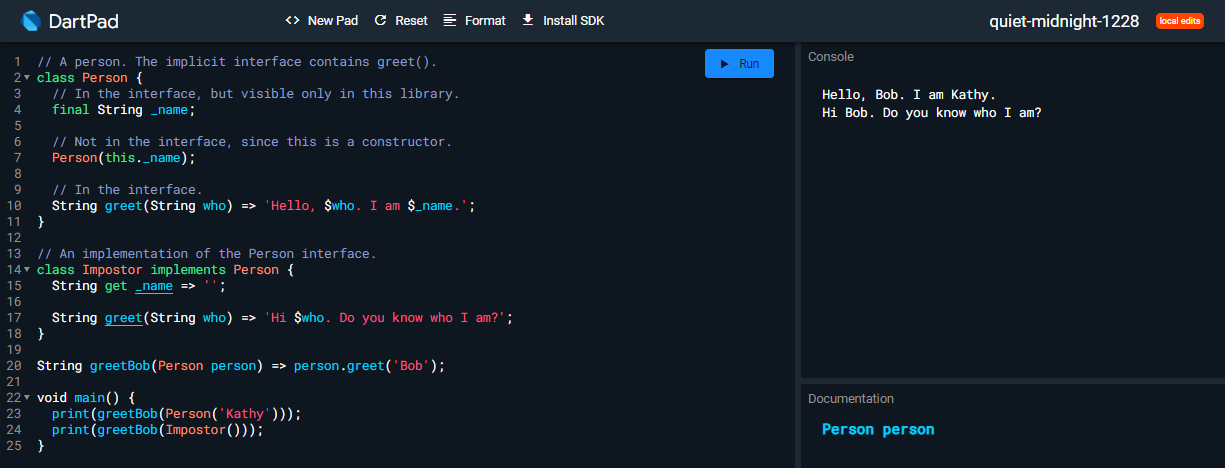 DartPad <> New Pad Reset Format Install SDK quiet-midnight-1228 local edits
1 // A person. The implicit interface contains greet().
2 class Person {
3   // In the interface, but visible only in this library.
4   final String _name;
5
6   // Not in the interface, since this is a constructor.
7   Person(this._name);
8
9   // In the interface.
10   String greet(String who) => 'Hello, $who. I am $_name.';
11 }
12
13 // An implementation of the Person interface.
14 class Impostor implements Person {
15   String get _name => '';
16
17   String greet(String who) => 'Hi $who. Do you know who I am?';
18 }
19
20 String greetBob(Person person) => person.greet('Bob');
21
22 void main() {
23   print(greetBob(Person('Kathy')));
24   print(greetBob(Impostor()));
25 }
Run
Console
Hello, Bob. I am Kathy.
Hi Bob. Do you know who I am?
Documentation
Person person